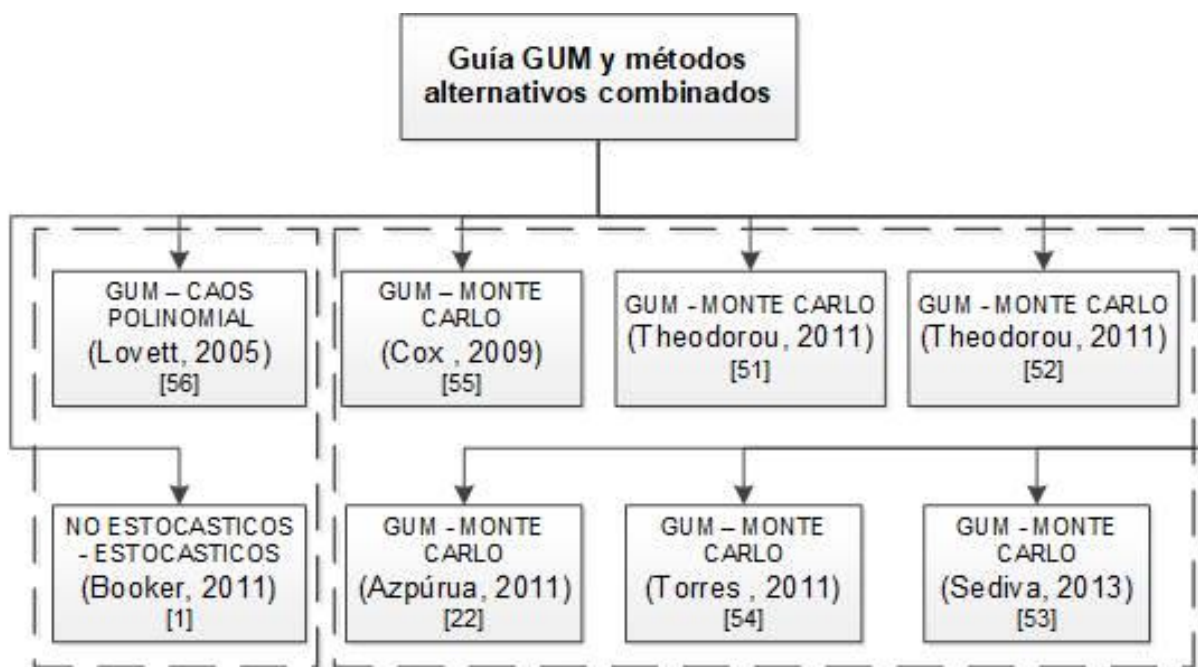 Guía GUM y métodos
alternativos combinados
GUM – CAOS
POLINOMIAL
(Lovett, 2005)
[56]
GUM – MONTE
CARLO
(Cox , 2009)
[55]
GUM - MONTE CARLO
(Theodorou, 2011)
[51]
GUM - MONTE CARLO
(Theodorou, 2011)
[52]
NO ESTOCASTICOS
- ESTOCASTICOS
(Booker, 2011)
[1]
GUM - MONTE
CARLO
(Azpúrua, 2011)
[22]
GUM – MONTE
CARLO
(Torres , 2011)
[54]
GUM - MONTE
CARLO
(Sediva, 2013)
[53]